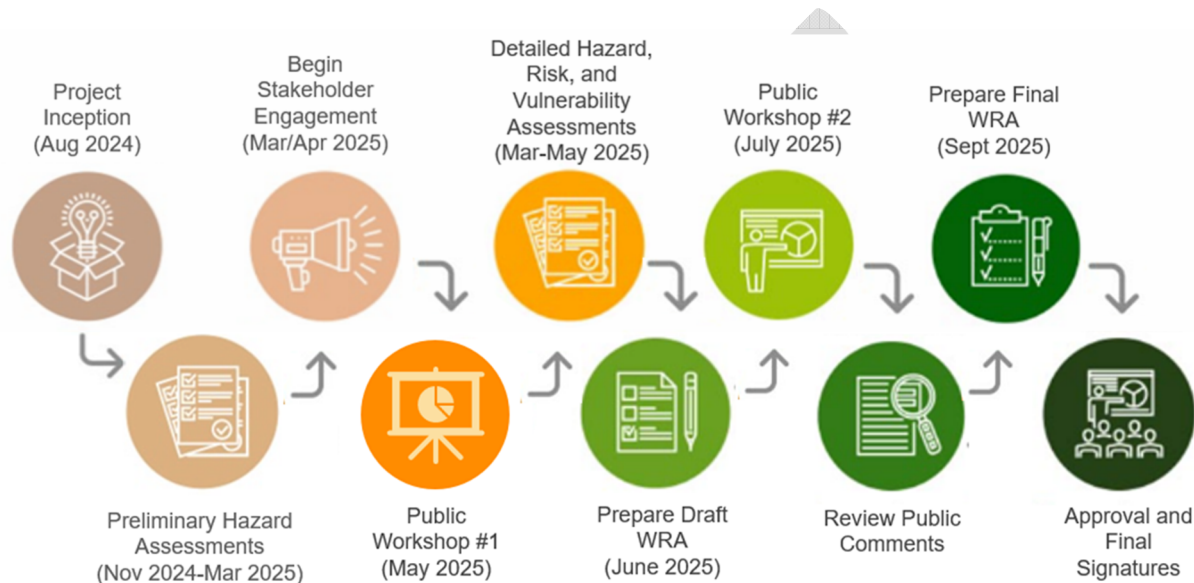 Project
Inception
(Aug 2024)
Preliminary Hazard
Assessments
(Nov 2024-Mar 2025)
Begin
Stakeholder
Engagement
(Mar/Apr 2025)
Public
Workshop #1
(May 2025)
Detailed Hazard,
Risk, and
Vulnerability
Assessments
(Mar-May 2025)
Prepare Draft
WRA
(June 2025)
Public
Workshop #2
(July 2025)
Review Public
Comments
Prepare Final
WRA
(Sept 2025)
Approval and
Final
Signatures